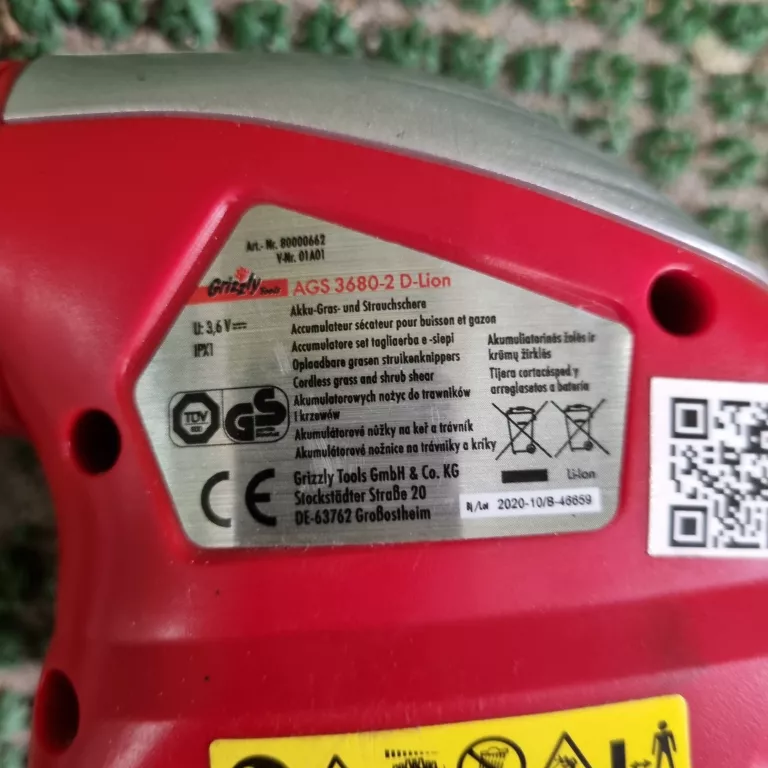 Art.- Nr. 80000662
V-Nr. 01A01
Grizzly Tools AGS 3680-2 D-Lion
U: 3,6 V
IPX1
Akku-Gras- und Strauchschere
Accumulateur sécateur pour buisson et gazon
Accumulatore set tagliaerba e -siepi
Oplaadbare grasen struikenknippers
Cordless grass and shrub shear
Akumulatorowych nożyc do trawników
i krzewów
Akumulátorové nůžky na keř a trávník
Akumulátorové nožnice na trávniky a kríky
Akumuliatorinės žolės ir
krūmų žirklės
Tijera cortacésped y
arreglasetos a batería
TÜV
GS
CE
Grizzly Tools GmbH & Co. KG
Stockstädter Straße 20
DE-63762 Großostheim
Li-Ion
Bj /Lot 2020-10/B-46659